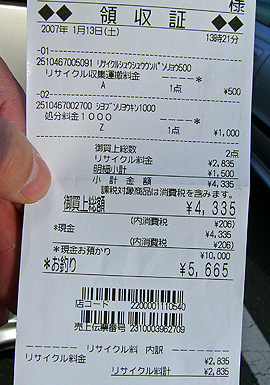 様
◆◆ 領収証 ◆◆
2007年 1月13日(土) 13時21分
-01
2510467005091 ﾘｻｲｸﾙｼｭｳｼｭｳｳﾝﾊﾟﾝｿﾖｳ500
リサイクル収集運搬料金 ―――*
A 1点 ¥500
-02
2510467002700 ｼﾖﾌﾞﾝｿﾖｳｷﾝ1000
処分料金1000 ―――*
Z 1点 ¥1,000
御買上総数 2点
リサイクル料金 ¥2,835
明細小計 ¥1,500
小計金額 ¥4,335
課税対象商品は消費税を含みます。
御買上総額 ¥4,335
(内消費税 ¥206)
*現金 ¥4,335
(内消費税 ¥206)
*現金お預かり ¥10,000
*お釣り ¥5,665
店コード 2200001110540
売上伝票番号 2310003962709
リサイクル料 内訳
リサイクル料金 ¥2,835
リサイクル料計 ¥2,835